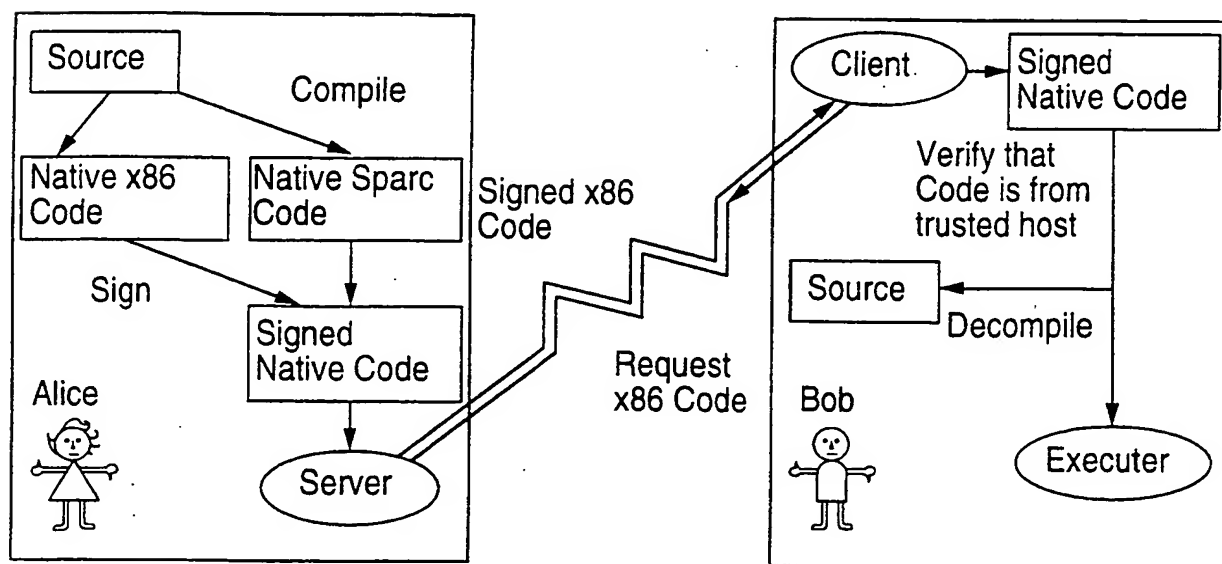 Source
Compile
Native x86
Code
Native Sparc
Code
Sign
Signed
Native Code
Alice
Server
Signed x86
Code
Request
x86 Code
Client.
Signed
Native Code
Verify that
Code is from
trusted host
Source
Decompile
Bob
Executer